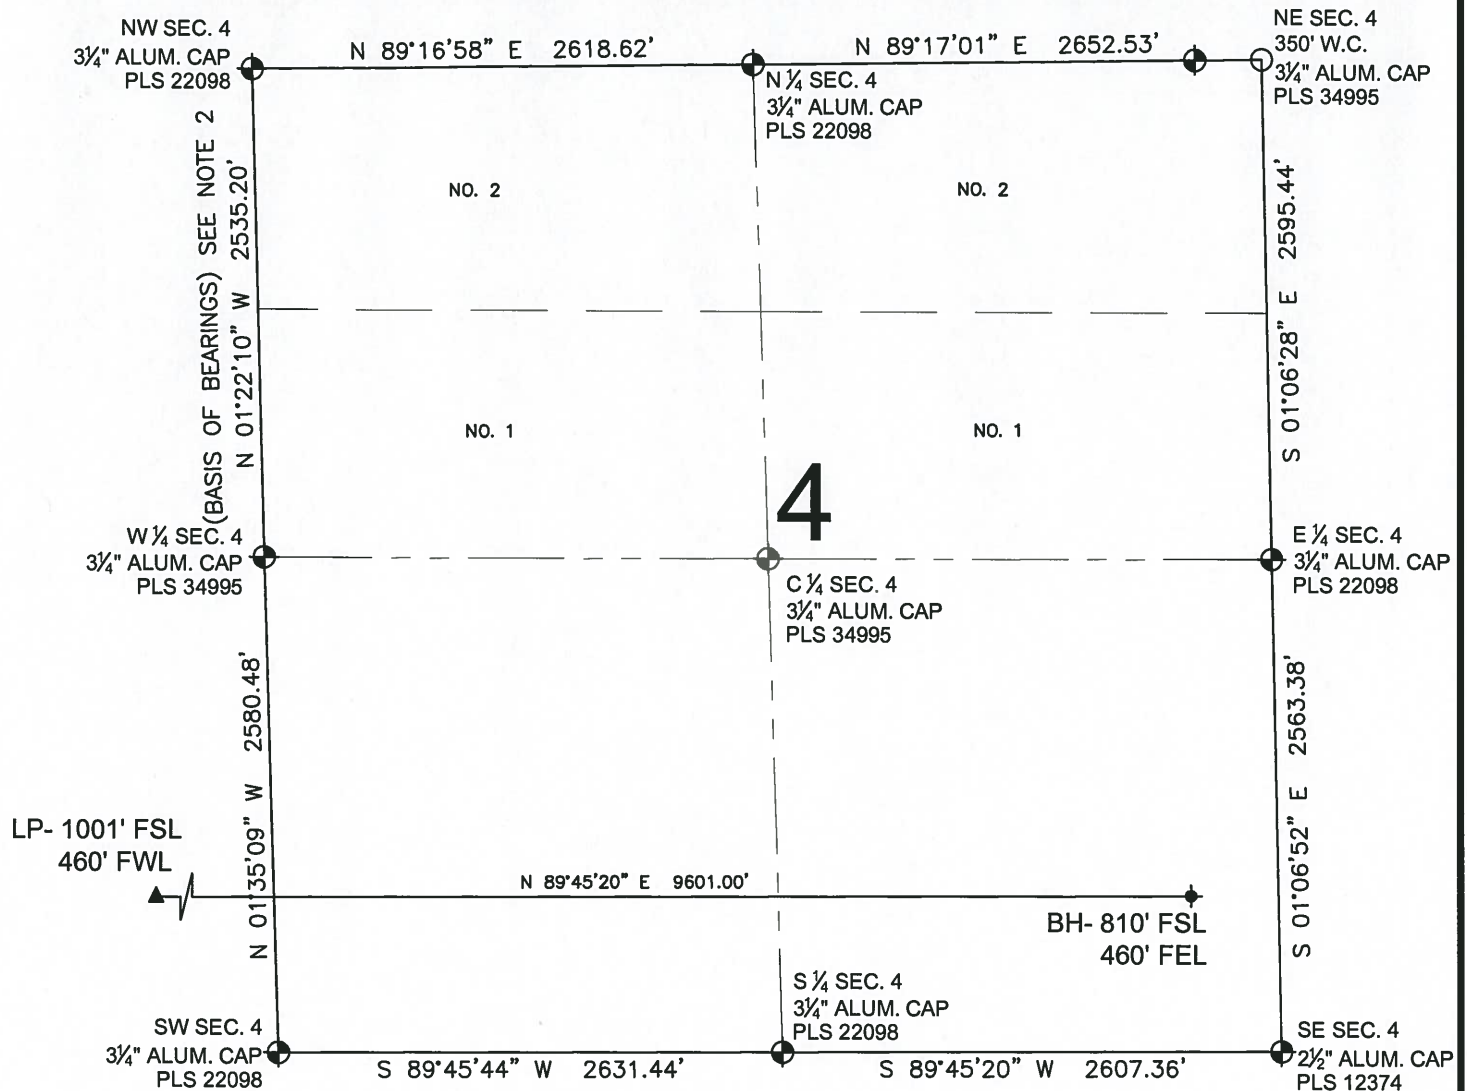 NW SEC. 4
3¼" ALUM. CAP
PLS 22098
N 89°16'58" E 2618.62'
N 89°17'01" E 2652.53'
NE SEC. 4
350' W.C.
3¼" ALUM. CAP
PLS 34995
N ¼ SEC. 4
3¼" ALUM. CAP
PLS 22098
(BASIS OF BEARINGS) SEE NOTE 2
N 01°22'10" W 2535.20'
NO. 2
NO. 2
S 01°06'28" E 2595.44'
NO. 1
NO. 1
4
W ¼ SEC. 4
3¼" ALUM. CAP
PLS 34995
C ¼ SEC. 4
3¼" ALUM. CAP
PLS 34995
E ¼ SEC. 4
3¼" ALUM. CAP
PLS 22098
N 01°35'09" W 2580.48'
S 01°06'52" E 2563.38'
LP- 1001' FSL
460' FWL
N 89°45'20" E 9601.00'
BH- 810' FSL
460' FEL
SW SEC. 4
3¼" ALUM. CAP
PLS 22098
S 89°45'44" W 2631.44'
S ¼ SEC. 4
3¼" ALUM. CAP
PLS 22098
S 89°45'20" W 2607.36'
SE SEC. 4
2½" ALUM. CAP
PLS 12374